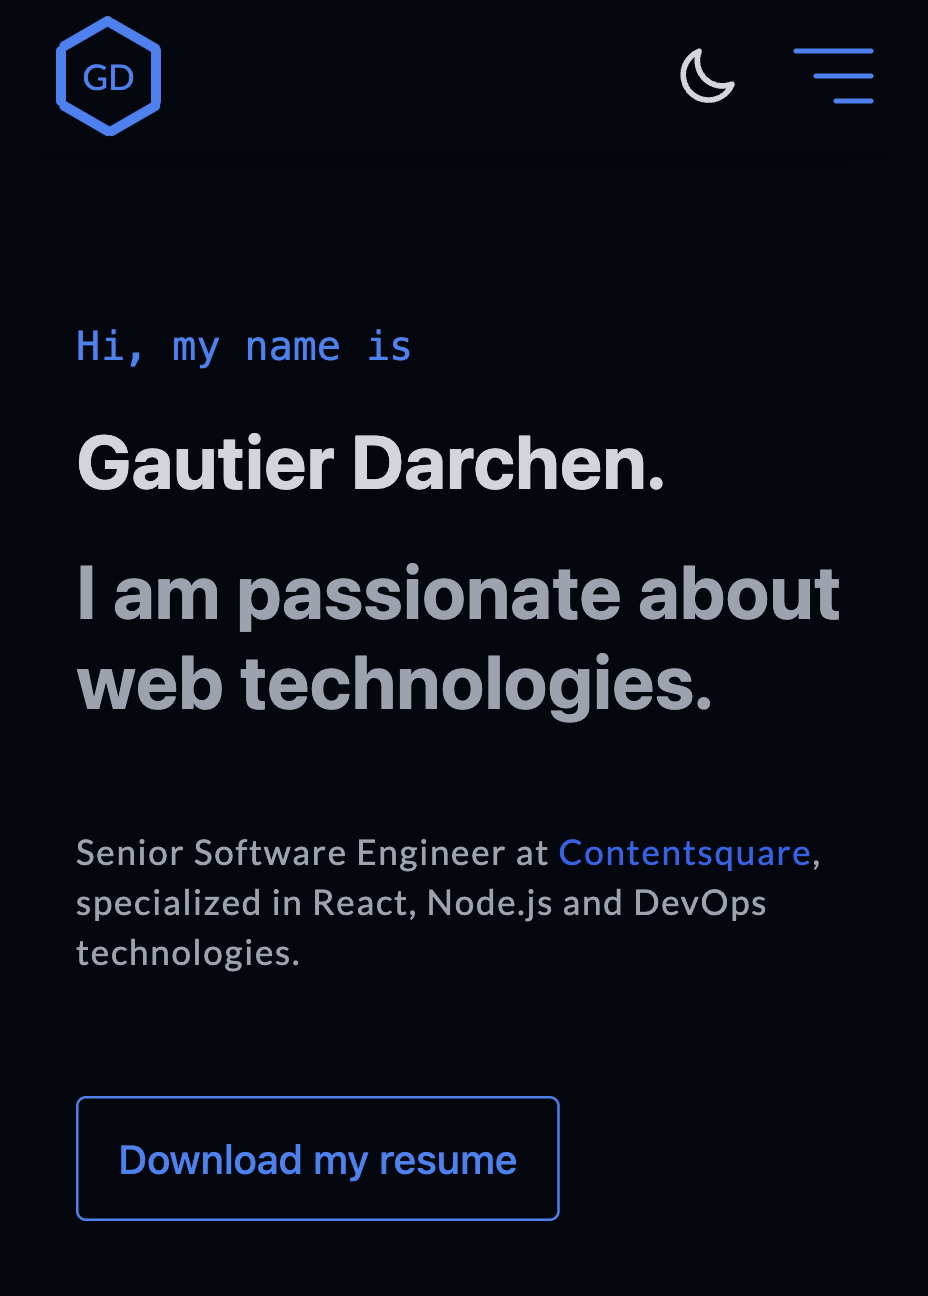 GD
Hi, my name is
Gautier Darchen.
I am passionate about
web technologies.
Senior Software Engineer at Contentsquare,
specialized in React, Node.js and DevOps
technologies.
Download my resume